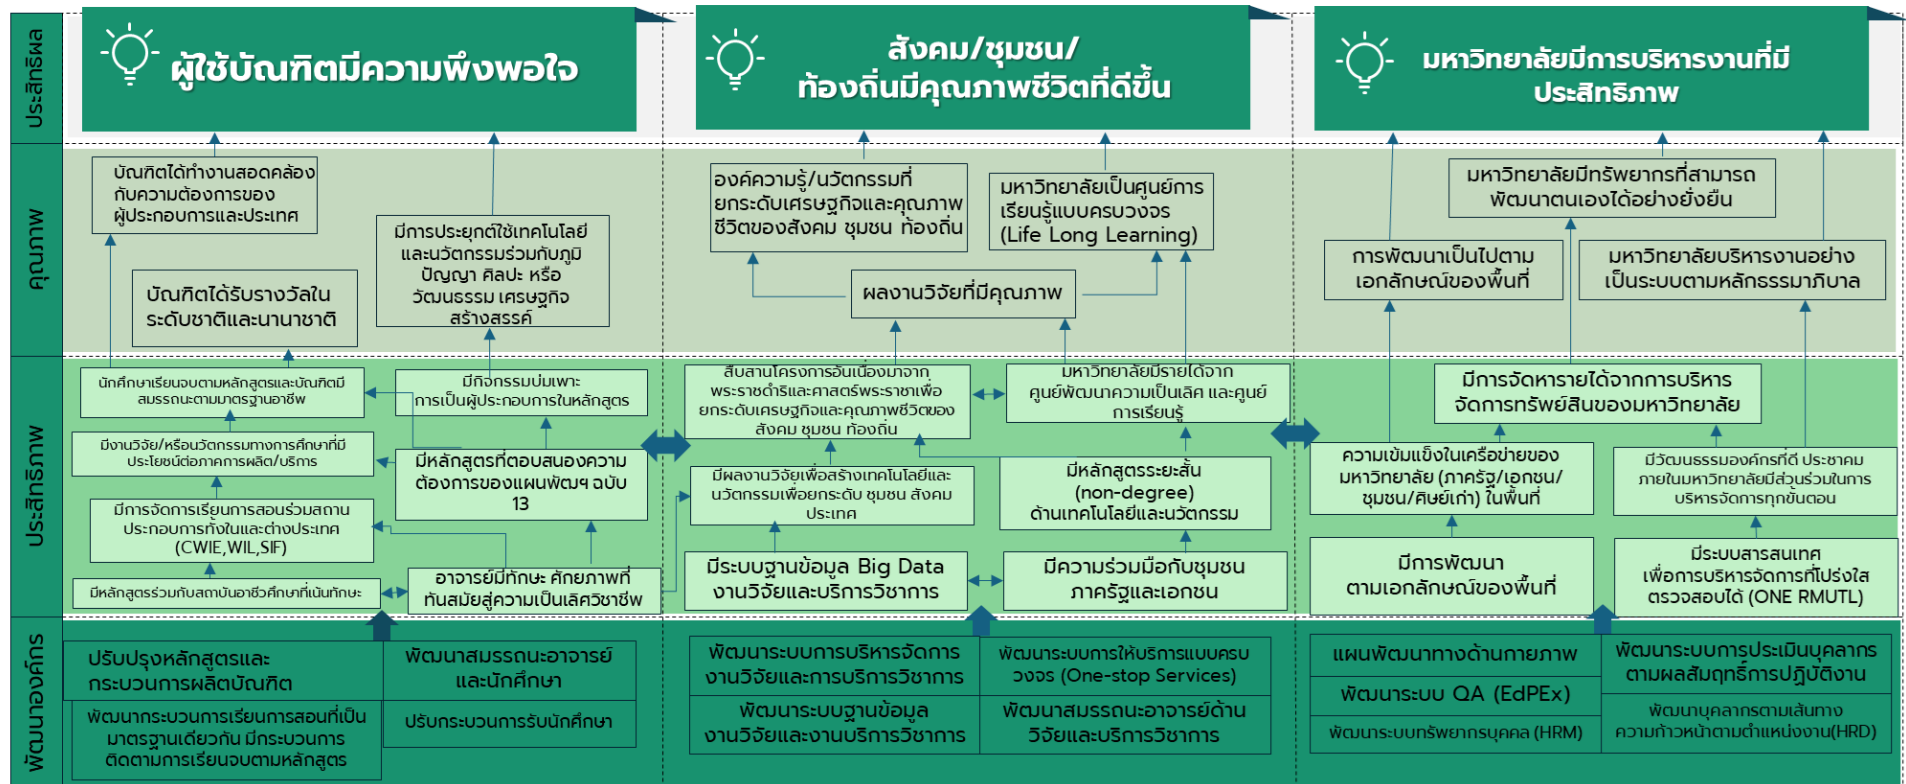 ประสิทธิผล
ผู้ใช้บัณฑิตมีความพึงพอใจ
สังคม/ชุมชน/
ท้องถิ่นมีคุณภาพชีวิตที่ดีขึ้น
มหาวิทยาลัยมีการบริหารงานที่มี
ประสิทธิภาพ
คุณภาพ
บัณฑิตได้ทำงานสอดคล้อง
กับความต้องการของ
ผู้ประกอบการและประเทศ
มีการประยุกต์ใช้เทคโนโลยี
และนวัตกรรมร่วมกับภูมิ
ปัญญา ศิลปะ หรือ
วัฒนธรรม เศรษฐกิจ
สร้างสรรค์
บัณฑิตได้รับรางวัลใน
ระดับชาติและนานาชาติ
องค์ความรู้/นวัตกรรมที่
ยกระดับเศรษฐกิจและคุณภาพ
ชีวิตของสังคม ชุมชน ท้องถิ่น
มหาวิทยาลัยเป็นศูนย์การ
เรียนรู้แบบครบวงจร
(Life Long Learning)
ผลงานวิจัยที่มีคุณภาพ
มหาวิทยาลัยมีทรัพยากรที่สามารถ
พัฒนาตนเองได้อย่างยั่งยืน
การพัฒนาเป็นไปตาม
เอกลักษณ์ของพื้นที่
มหาวิทยาลัยบริหารงานอย่าง
เป็นระบบตามหลักธรรมาภิบาล
ประสิทธิภาพ
นักศึกษาเรียนจบตามหลักสูตรและบัณฑิตมี
สมรรถนะตามมาตรฐานอาชีพ
มีกิจกรรมบ่มเพาะ
การเป็นผู้ประกอบการในหลักสูตร
มีงานวิจัย/หรือนวัตกรรมทางการศึกษาที่มี
ประโยชน์ต่อภาคการผลิต/บริการ
มีหลักสูตรที่ตอบสนองความ
ต้องการของแผนพัฒฯ ฉบับ
13
มีการจัดการเรียนการสอนร่วมสถาน
ประกอบการทั้งในและต่างประเทศ
(CWIE,WIL,SIF)
มีหลักสูตรร่วมกับสถาบันอาชีวศึกษาที่เน้นทักษะ
อาจารย์มีทักษะ ศักยภาพที่
ทันสมัยสู่ความเป็นเลิศวิชาชีพ
สืบสานโครงการอันเนื่องมาจาก
พระราชดำริและศาสตร์พระราชาเพื่อ
ยกระดับเศรษฐกิจและคุณภาพชีวิตของ
สังคม ชุมชน ท้องถิ่น
มหาวิทยาลัยมีรายได้จาก
ศูนย์พัฒนาความเป็นเลิศ และศูนย์
การเรียนรู้
มีผลงานวิจัยเพื่อสร้างเทคโนโลยีและ
นวัตกรรมเพื่อยกระดับ ชุมชน สังคม
ประเทศ
มีหลักสูตรระยะสั้น
(non-degree)
ด้านเทคโนโลยีและนวัตกรรม
มีระบบฐานข้อมูล Big Data
งานวิจัยและบริการวิชาการ
มีความร่วมมือกับชุมชน
ภาครัฐและเอกชน
มีการจัดหารายได้จากการบริหาร
จัดการทรัพย์สินของมหาวิทยาลัย
ความเข้มแข็งในเครือข่ายของ
มหาวิทยาลัย (ภาครัฐ/เอกชน/
ชุมชน/ศิษย์เก่า) ในพื้นที่
มีวัฒนธรรมองค์กรที่ดี ประชาคม
ภายในมหาวิทยาลัยมีส่วนร่วมในการ
บริหารจัดการทุกขั้นตอน
มีการพัฒนา
ตามเอกลักษณ์ของพื้นที่
มีระบบสารสนเทศ
เพื่อการบริหารจัดการที่โปร่งใส
ตรวจสอบได้ (ONE RMUTL)
พัฒนาองค์กร
ปรับปรุงหลักสูตรและ
กระบวนการผลิตบัณฑิต
พัฒนาสมรรถนะอาจารย์
และนักศึกษา
พัฒนากระบวนการเรียนการสอนที่เป็น
มาตรฐานเดียวกัน มีกระบวนการ
ติดตามการเรียนจบตามหลักสูตร
ปรับกระบวนการรับนักศึกษา
พัฒนาระบบการบริหารจัดการ
งานวิจัยและการบริการวิชาการ
พัฒนาระบบการให้บริการแบบครบ
วงจร (One-stop Services)
พัฒนาระบบฐานข้อมูล
งานวิจัยและงานบริการวิชาการ
พัฒนาสมรรถนะอาจารย์ด้าน
วิจัยและบริการวิชาการ
แผนพัฒนาทางด้านกายภาพ
พัฒนาระบบ QA (EdPEx)
พัฒนาระบบทรัพยากรบุคคล (HRM)
พัฒนาระบบการประเมินบุคลากร
ตามผลสัมฤทธิ์การปฏิบัติงาน
พัฒนาบุคลากรตามเส้นทาง
ความก้าวหน้าตามตำแหน่งงาน(HRD)